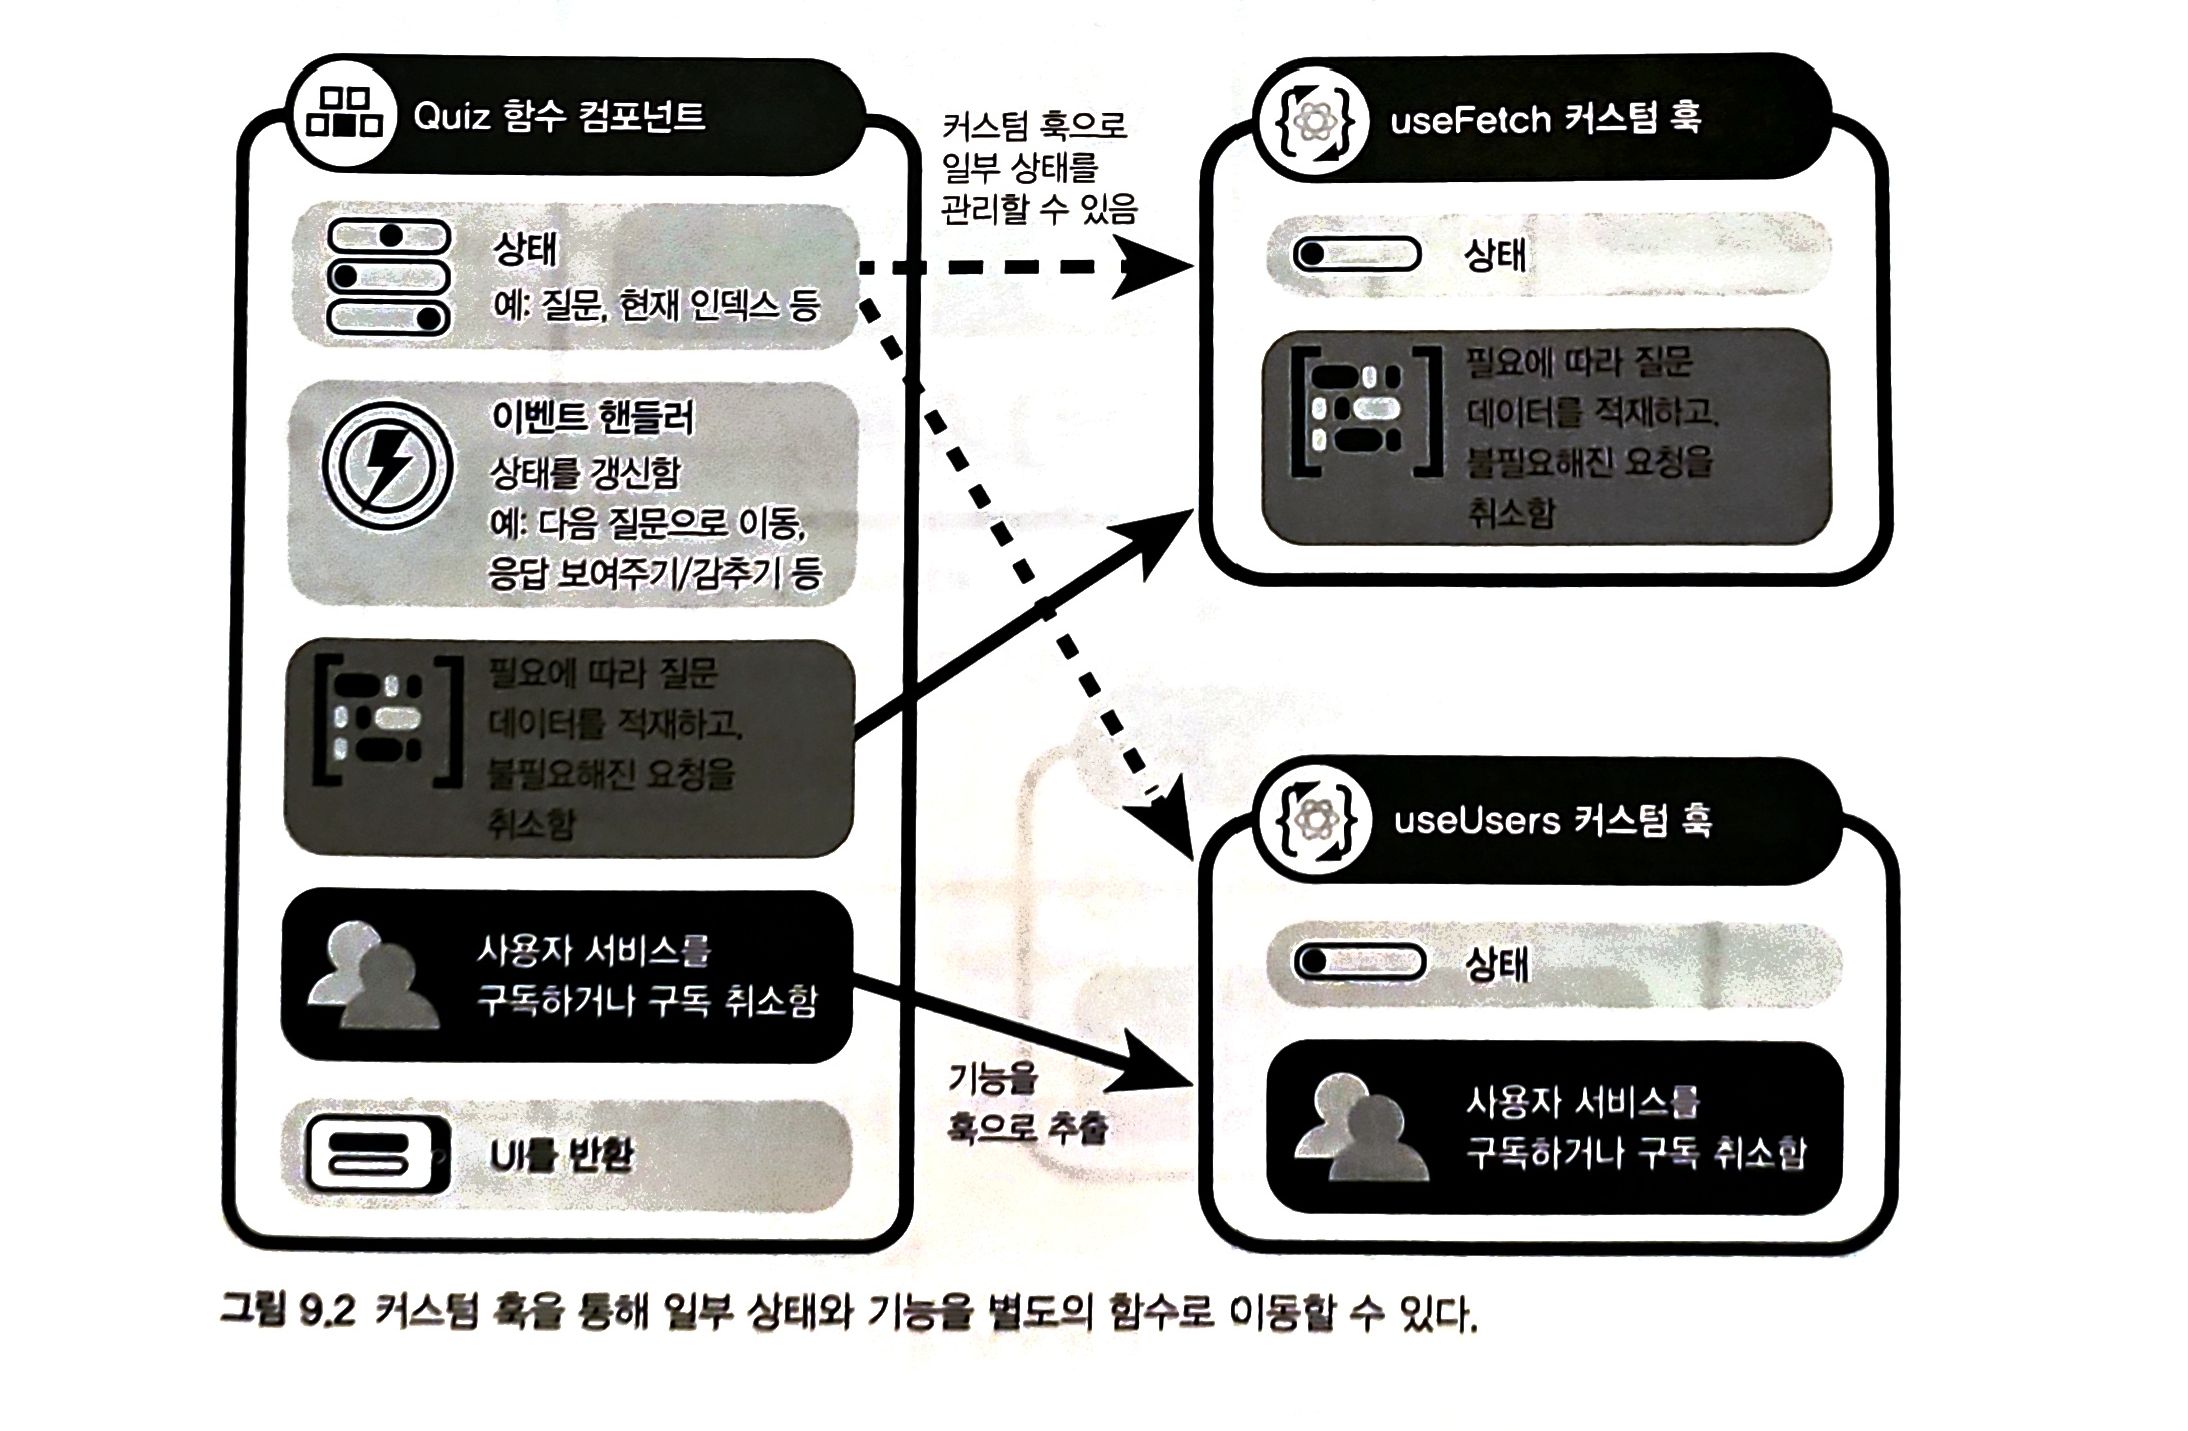 Quiz 함수 컴포넌트
상태
예: 질문, 현재 인덱스 등
이벤트 핸들러
상태를 갱신함
예: 다음 질문으로 이동,
응답 보여주기/감추기 등
필요에 따라 질문
데이터를 적재하고,
불필요해진 요청을
취소함
사용자 서비스를
구독하거나 구독 취소함
UI를 반환
커스텀 훅으로
일부 상태를
관리할 수 있음
기능을
훅으로 추출
useFetch 커스텀 훅
상태
필요에 따라 질문
데이터를 적재하고,
불필요해진 요청을
취소함
useUsers 커스텀 훅
상태
사용자 서비스를
구독하거나 구독 취소함
그림 9.2 커스텀 훅을 통해 일부 상태와 기능을 별도의 함수로 이동할 수 있다.